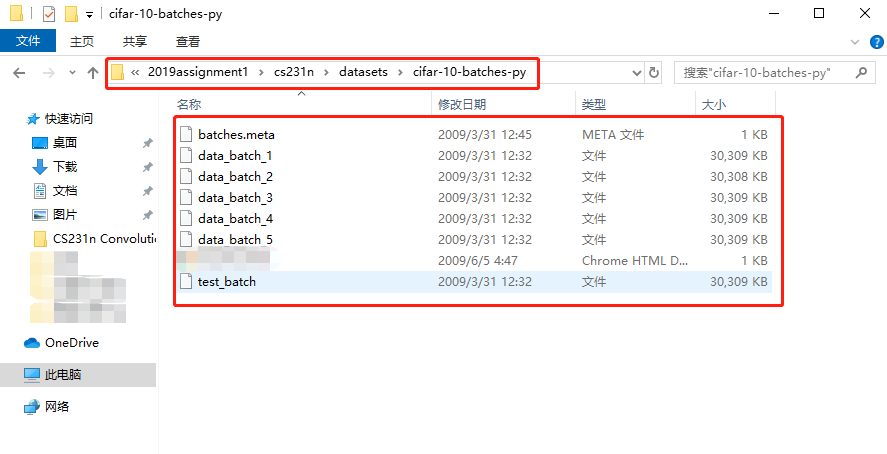 cifar-10-batches-py
文件 主页 共享 查看
« 2019assignment1 › cs231n › datasets › cifar-10-batches-py 搜索"cifar-10-batches-py"
名称 修改日期 类型 大小
快速访问
桌面
下载
文档
图片
CS231n Convolutic
OneDrive
此电脑
网络
batches.meta 2009/3/31 12:45 META 文件 1 KB
data_batch_1 2009/3/31 12:32 文件 30,309 KB
data_batch_2 2009/3/31 12:32 文件 30,308 KB
data_batch_3 2009/3/31 12:32 文件 30,309 KB
data_batch_4 2009/3/31 12:32 文件 30,309 KB
data_batch_5 2009/3/31 12:32 文件 30,309 KB
2009/6/5 4:47 Chrome HTML D... 1 KB
test_batch 2009/3/31 12:32 文件 30,309 KB